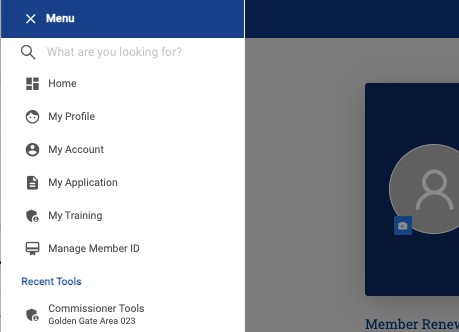 Menu
What are you looking for?
Home
My Profile
My Account
My Application
My Training
Manage Member ID
Recent Tools
Commissioner Tools
Golden Gate Area 023
Member